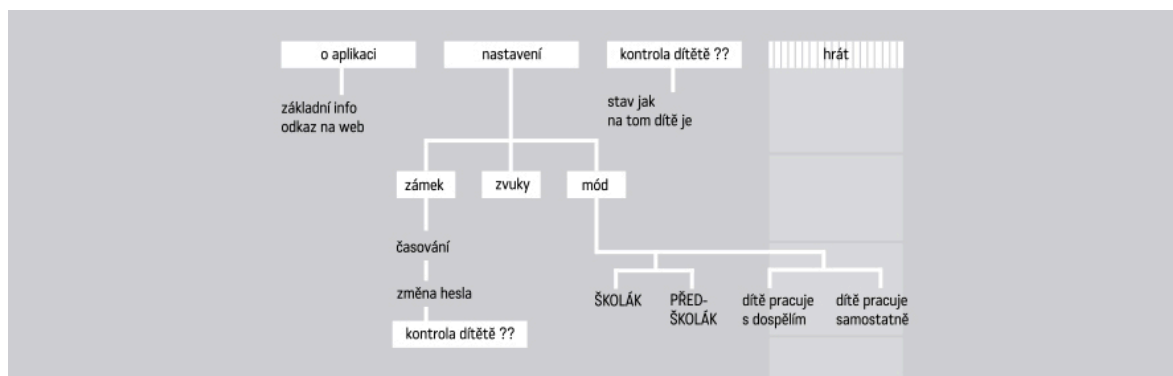 o aplikaci
nastavení
kontrola dítětě ??
hrát
základní info
odkaz na web
stav jak
na tom dítě je
zámek
zvuky
mód
časování
změna hesla
kontrola dítětě ??
ŠKOLÁK
PŘED-
ŠKOLÁK
dítě pracuje
s dospělím
dítě pracuje
samostatně